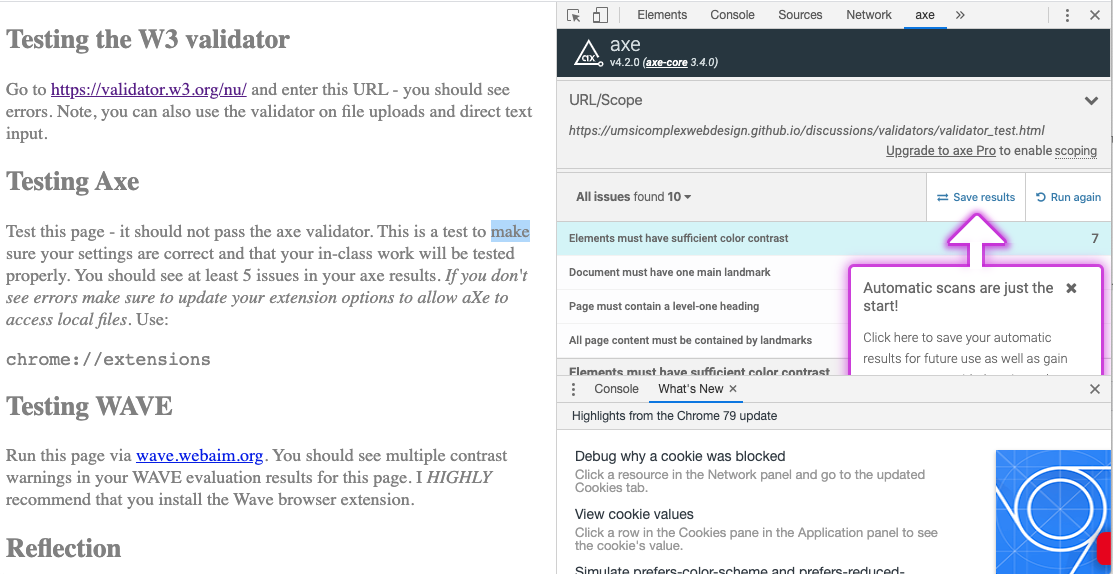 Testing the W3 validator
Go to https://validator.w3.org/nu/ and enter this URL - you should see
errors. Note, you can also use the validator on file uploads and direct text
input.
Testing Axe
Test this page - it should not pass the axe validator. This is a test to make
sure your settings are correct and that your in-class work will be tested
properly. You should see at least 5 issues in your axe results. If you don't
see errors make sure to update your extension options to allow aXe to
access local files. Use:
chrome://extensions
Testing WAVE
Run this page via wave.webaim.org. You should see multiple contrast
warnings in your WAVE evaluation results for this page. I HIGHLY
recommend that you install the Wave browser extension.
Reflection
Elements Console Sources Network axe »
axe
axe
v4.2.0 (axe-core 3.4.0)
URL/Scope
https://umsicomplexwebdesign.github.io/discussions/validators/validator_test.html
Upgrade to axe Pro to enable scoping
All issues found 10
Save results
Run again
Elements must have sufficient color contrast 7
Document must have one main landmark
Page must contain a level-one heading
All page content must be contained by landmarks
Elements must have sufficient color contrast
Automatic scans are just the
start!
Click here to save your automatic
results for future use as well as gain
Console What's New ×
Highlights from the Chrome 79 update
Debug why a cookie was blocked
Click a resource in the Network panel and go to the updated
Cookies tab.
View cookie values
Click a row in the Cookies pane in the Application panel to see
the cookie's value.
Simulate prefers-color-scheme and prefers-reduced-